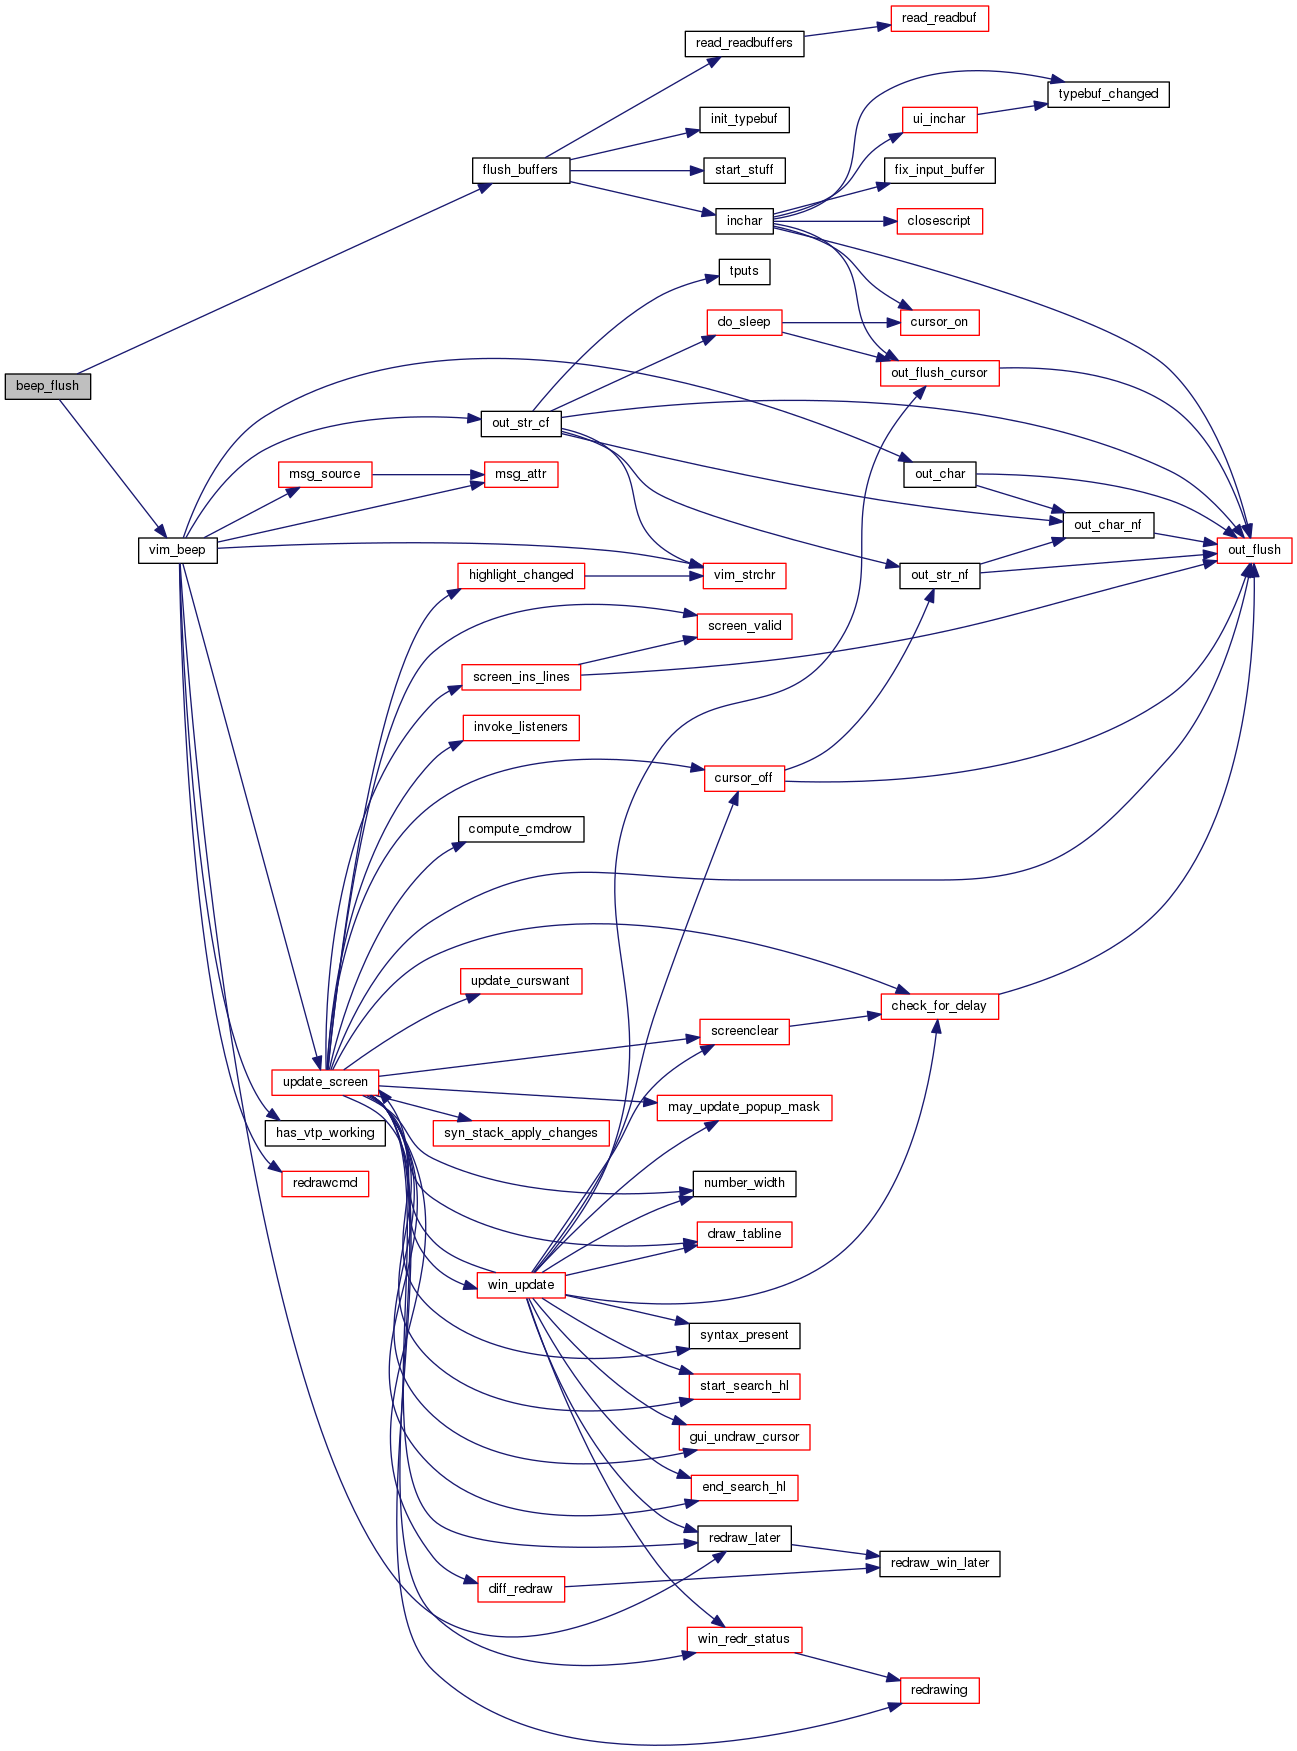 read_readbuf
read_readbuffers
typebuf_changed
init_typebuf
ui_inchar
flush_buffers
start_stuff
fix_input_buffer
inchar
closescript
tputs
do_sleep
cursor_on
out_flush_cursor
beep_flush
out_str_cf
msg_source
msg_attr
out_char
out_char_nf
vim_beep
out_flush
highlight_changed
vim_strchr
out_str_nf
screen_valid
screen_ins_lines
invoke_listeners
cursor_off
compute_cmdrow
update_curswant
check_for_delay
screenclear
update_screen
may_update_popup_mask
has_vtp_working
syn_stack_apply_changes
redrawcmd
number_width
draw_tabline
win_update
syntax_present
start_search_hl
gui_undraw_cursor
end_search_hl
redraw_later
redraw_win_later
diff_redraw
win_redr_status
redrawing